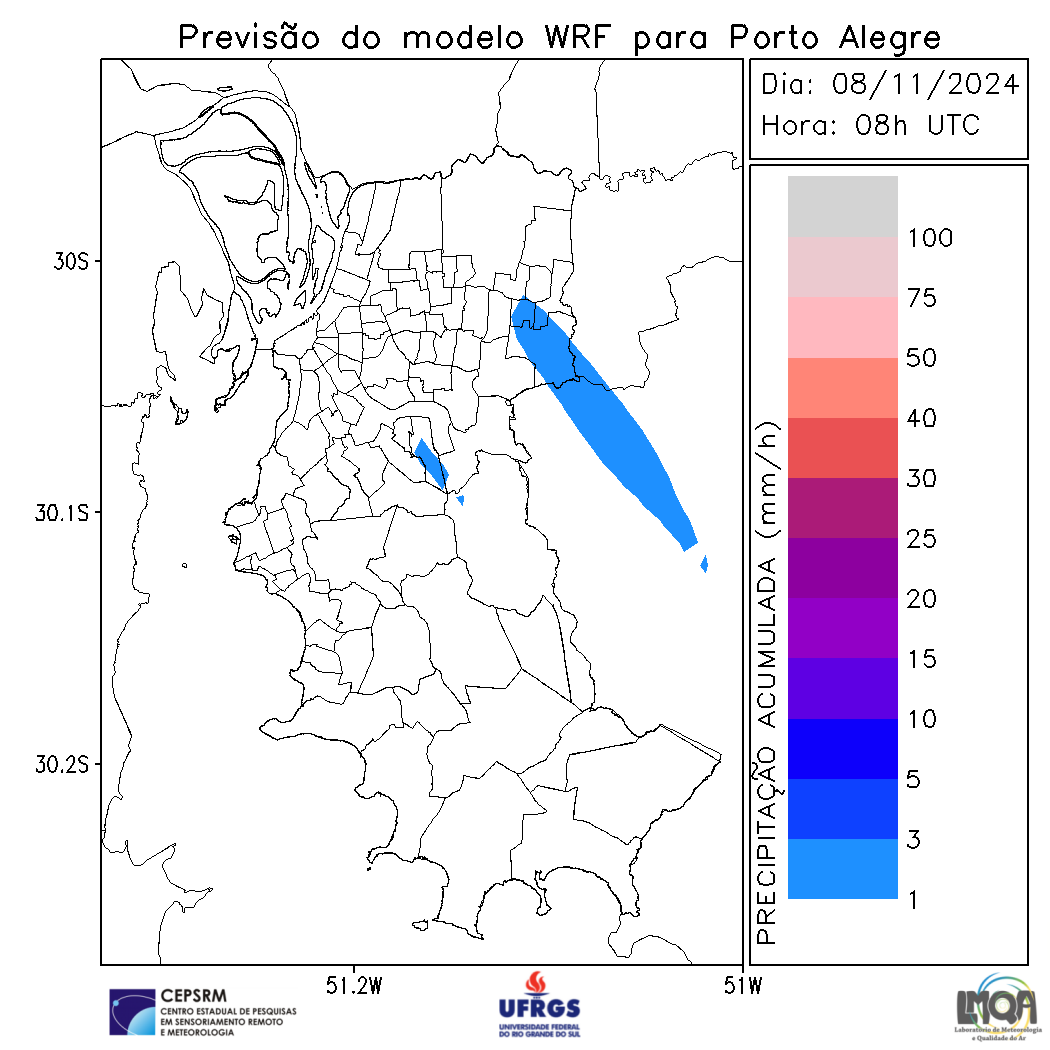 Previsão do modelo WRF para Porto Alegre
Dia: 08/11/2024
Hora: 08h UTC
30S
30.1S
30.2S
51.2W
51W
PRECIPITAÇÃO ACUMULADA (mm/h)
100
75
50
40
30
25
20
15
10
5
3
1
CEPSRM
CENTRO ESTADUAL DE PESQUISAS
EM SENSORIAMENTO REMOTO
E METEOROLOGIA
UFRGS
UNIVERSIDADE FEDERAL
DO RIO GRANDE DO SUL
LMQA
Laboratório de Meteorologia
e Qualidade do Ar